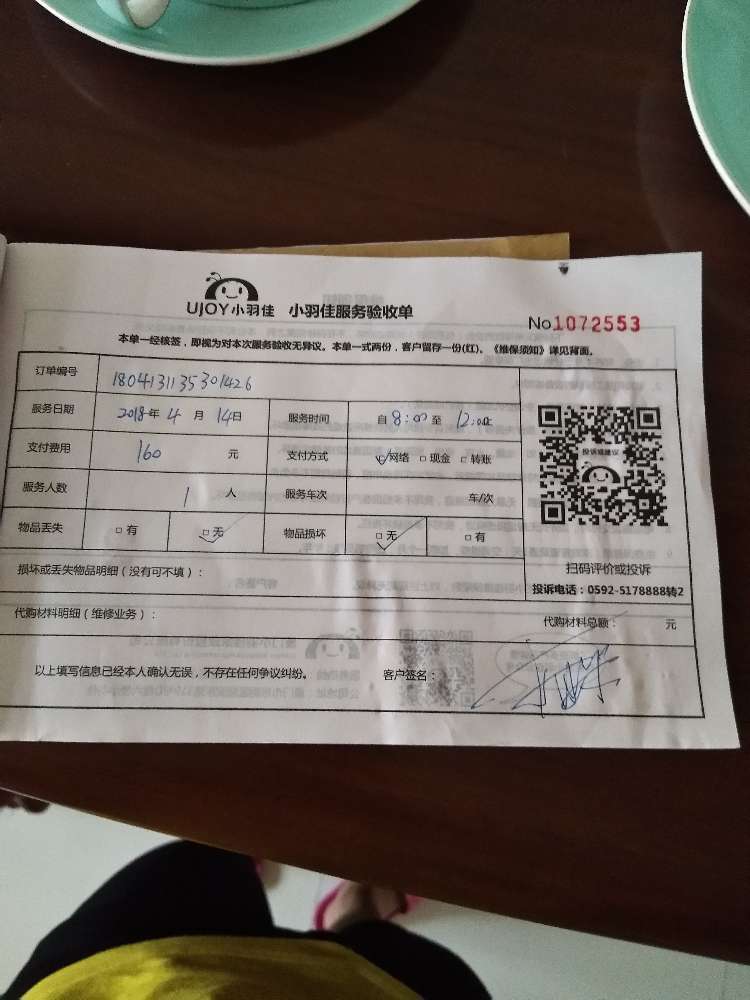 UJOY小羽佳 小羽佳服务验收单
No1072553
本单一经核签，即视为对本次服务验收无异议。本单一式两份，客户留存一份(红)。《维保须知》详见背面。
订单编号 1804131135301426
服务日期 2018年 4 月 14日 服务时间 自 8:00 至 12:00止
支付费用 160 元 支付方式 网络 现金 转账
服务人数 1 人 服务车次 车/次
物品丢失 有 无 物品损坏 无 有
投诉或建议
扫码评价或投诉
投诉电话：0592-5178888转2
损坏或丢失物品明细（没有可不填）：
代购材料明细（维修业务）： 代购材料总额： 元
以上填写信息已经本人确认无误，不存在任何争议纠纷。 客户签名：